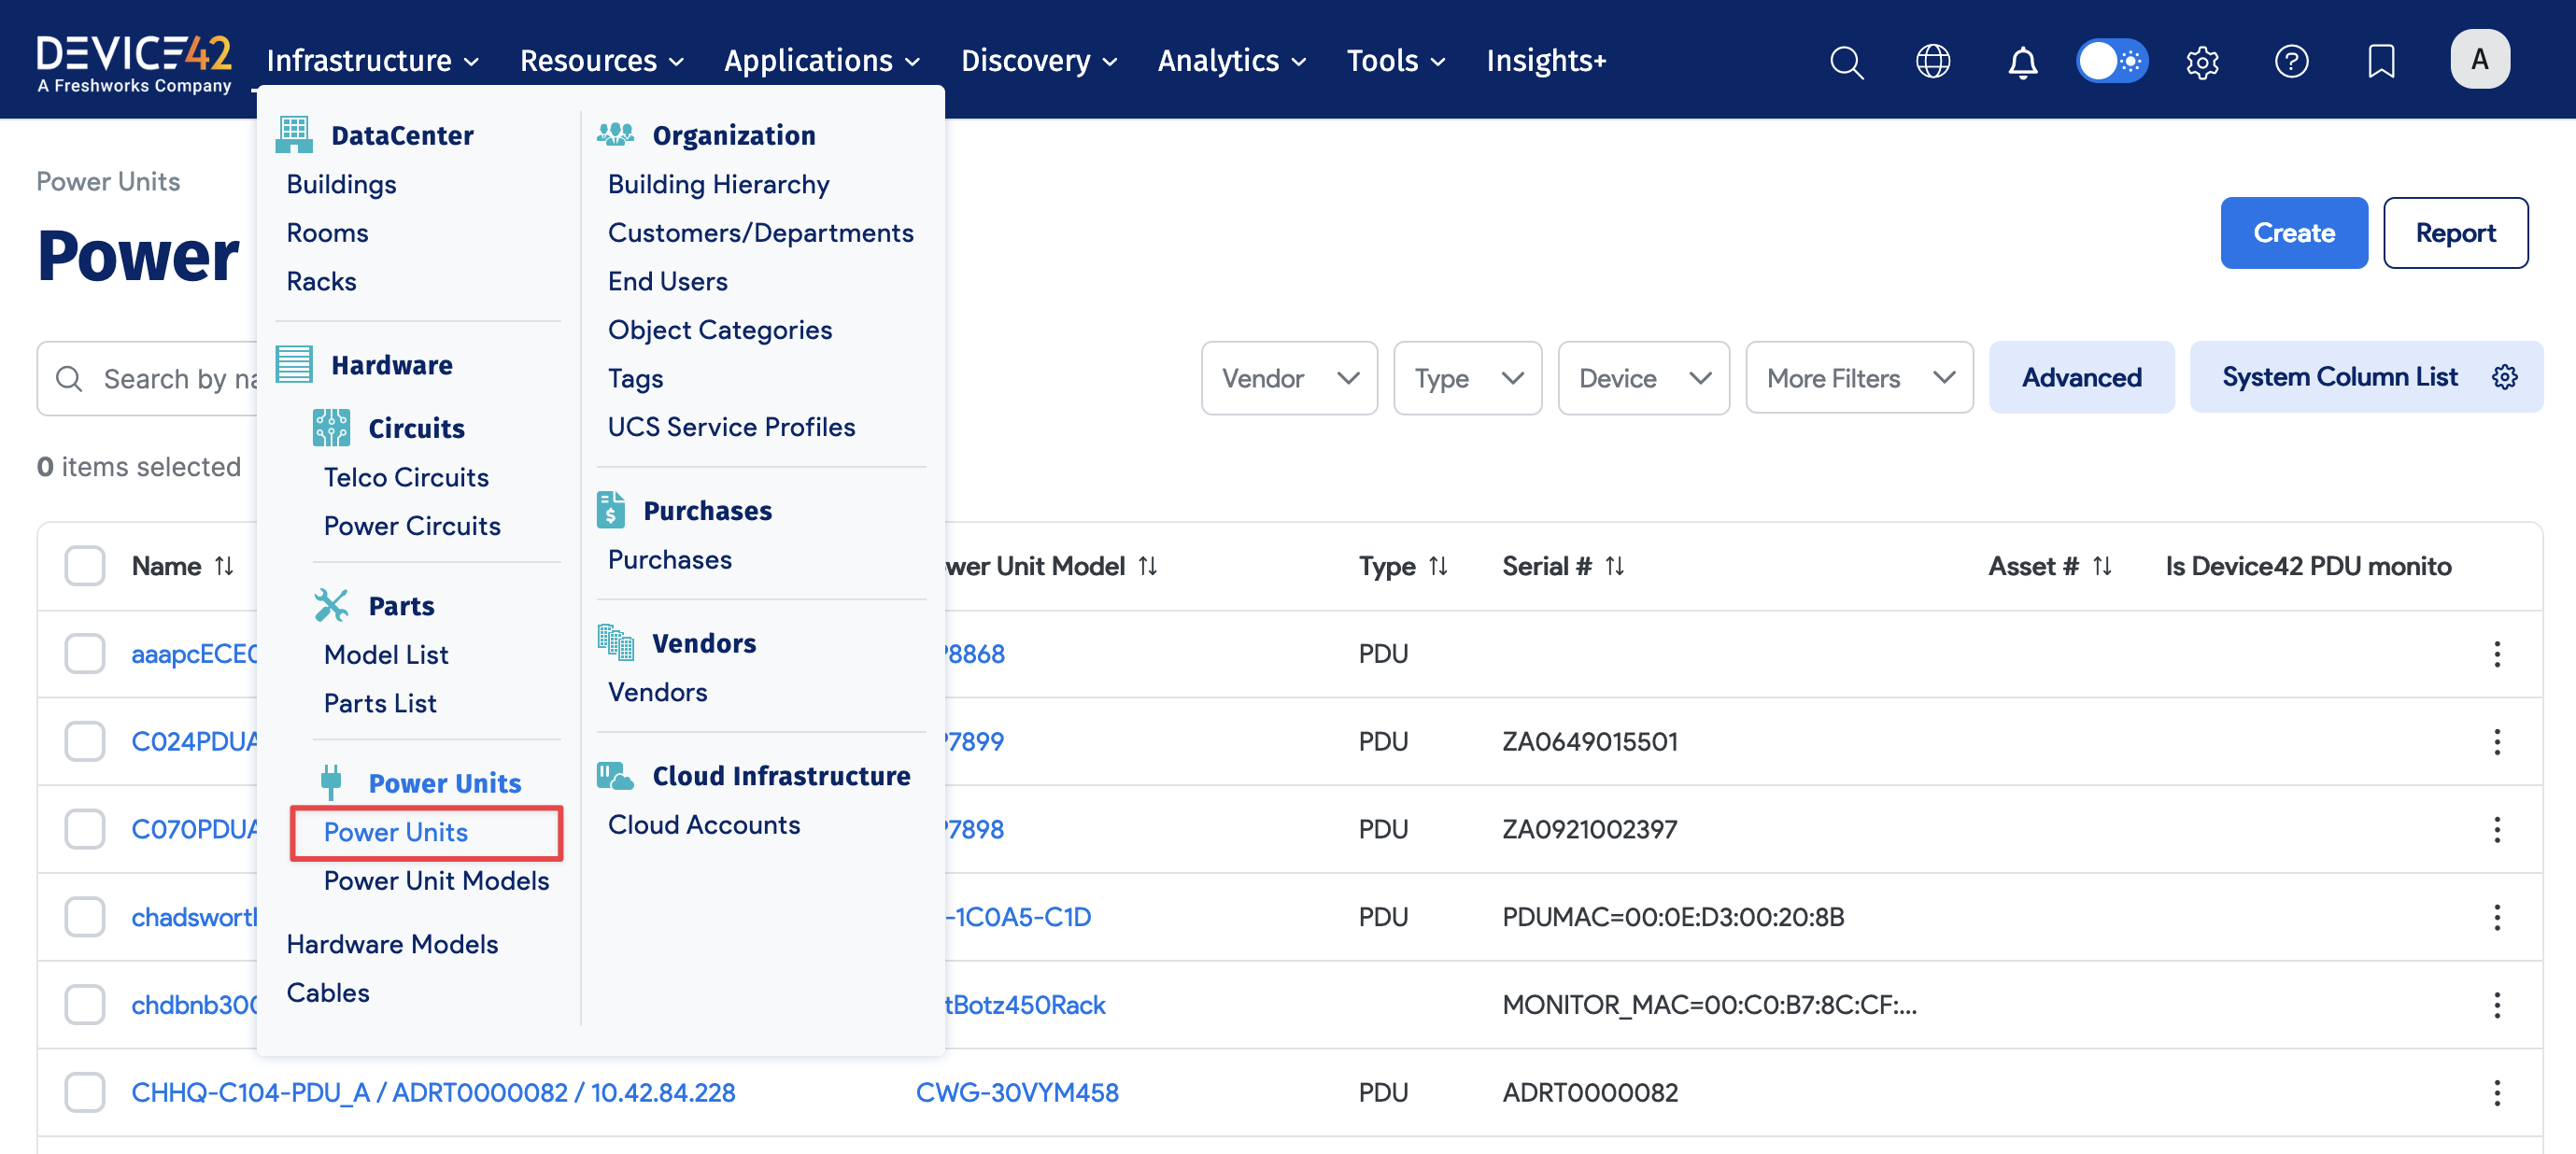 DEVICE42
A Freshworks Company
Infrastructure
Resources
Applications
Discovery
Analytics
Tools
Insights+
A
Power Units
Power
Create
Report
Search by
Vendor
Type
Device
More Filters
Advanced
System Column List
0 items selected
DataCenter
Buildings
Rooms
Racks
Hardware
Circuits
Telco Circuits
Power Circuits
Parts
Model List
Parts List
Power Units
Power Units
Power Unit Models
Hardware Models
Cables
Organization
Building Hierarchy
Customers/Departments
End Users
Object Categories
Tags
UCS Service Profiles
Purchases
Purchases
Vendors
Vendors
Cloud Infrastructure
Cloud Accounts
Name
wer Unit Model
Type
Serial #
Asset #
Is Device42 PDU monito
aaapcECE
8868
PDU
C024PDUA
7899
PDU
ZA0649015501
C070PDUA
7898
PDU
ZA0921002397
chadswort
-1C0A5-C1D
PDU
PDUMAC=00:0E:D3:00:20:8B
chdbnb30
tBotz450Rack
MONITOR_MAC=00:C0:B7:8C:CF:...
CHHQ-C104-PDU_A / ADRT0000082 / 10.42.84.228
CWG-30VYM458
PDU
ADRT0000082